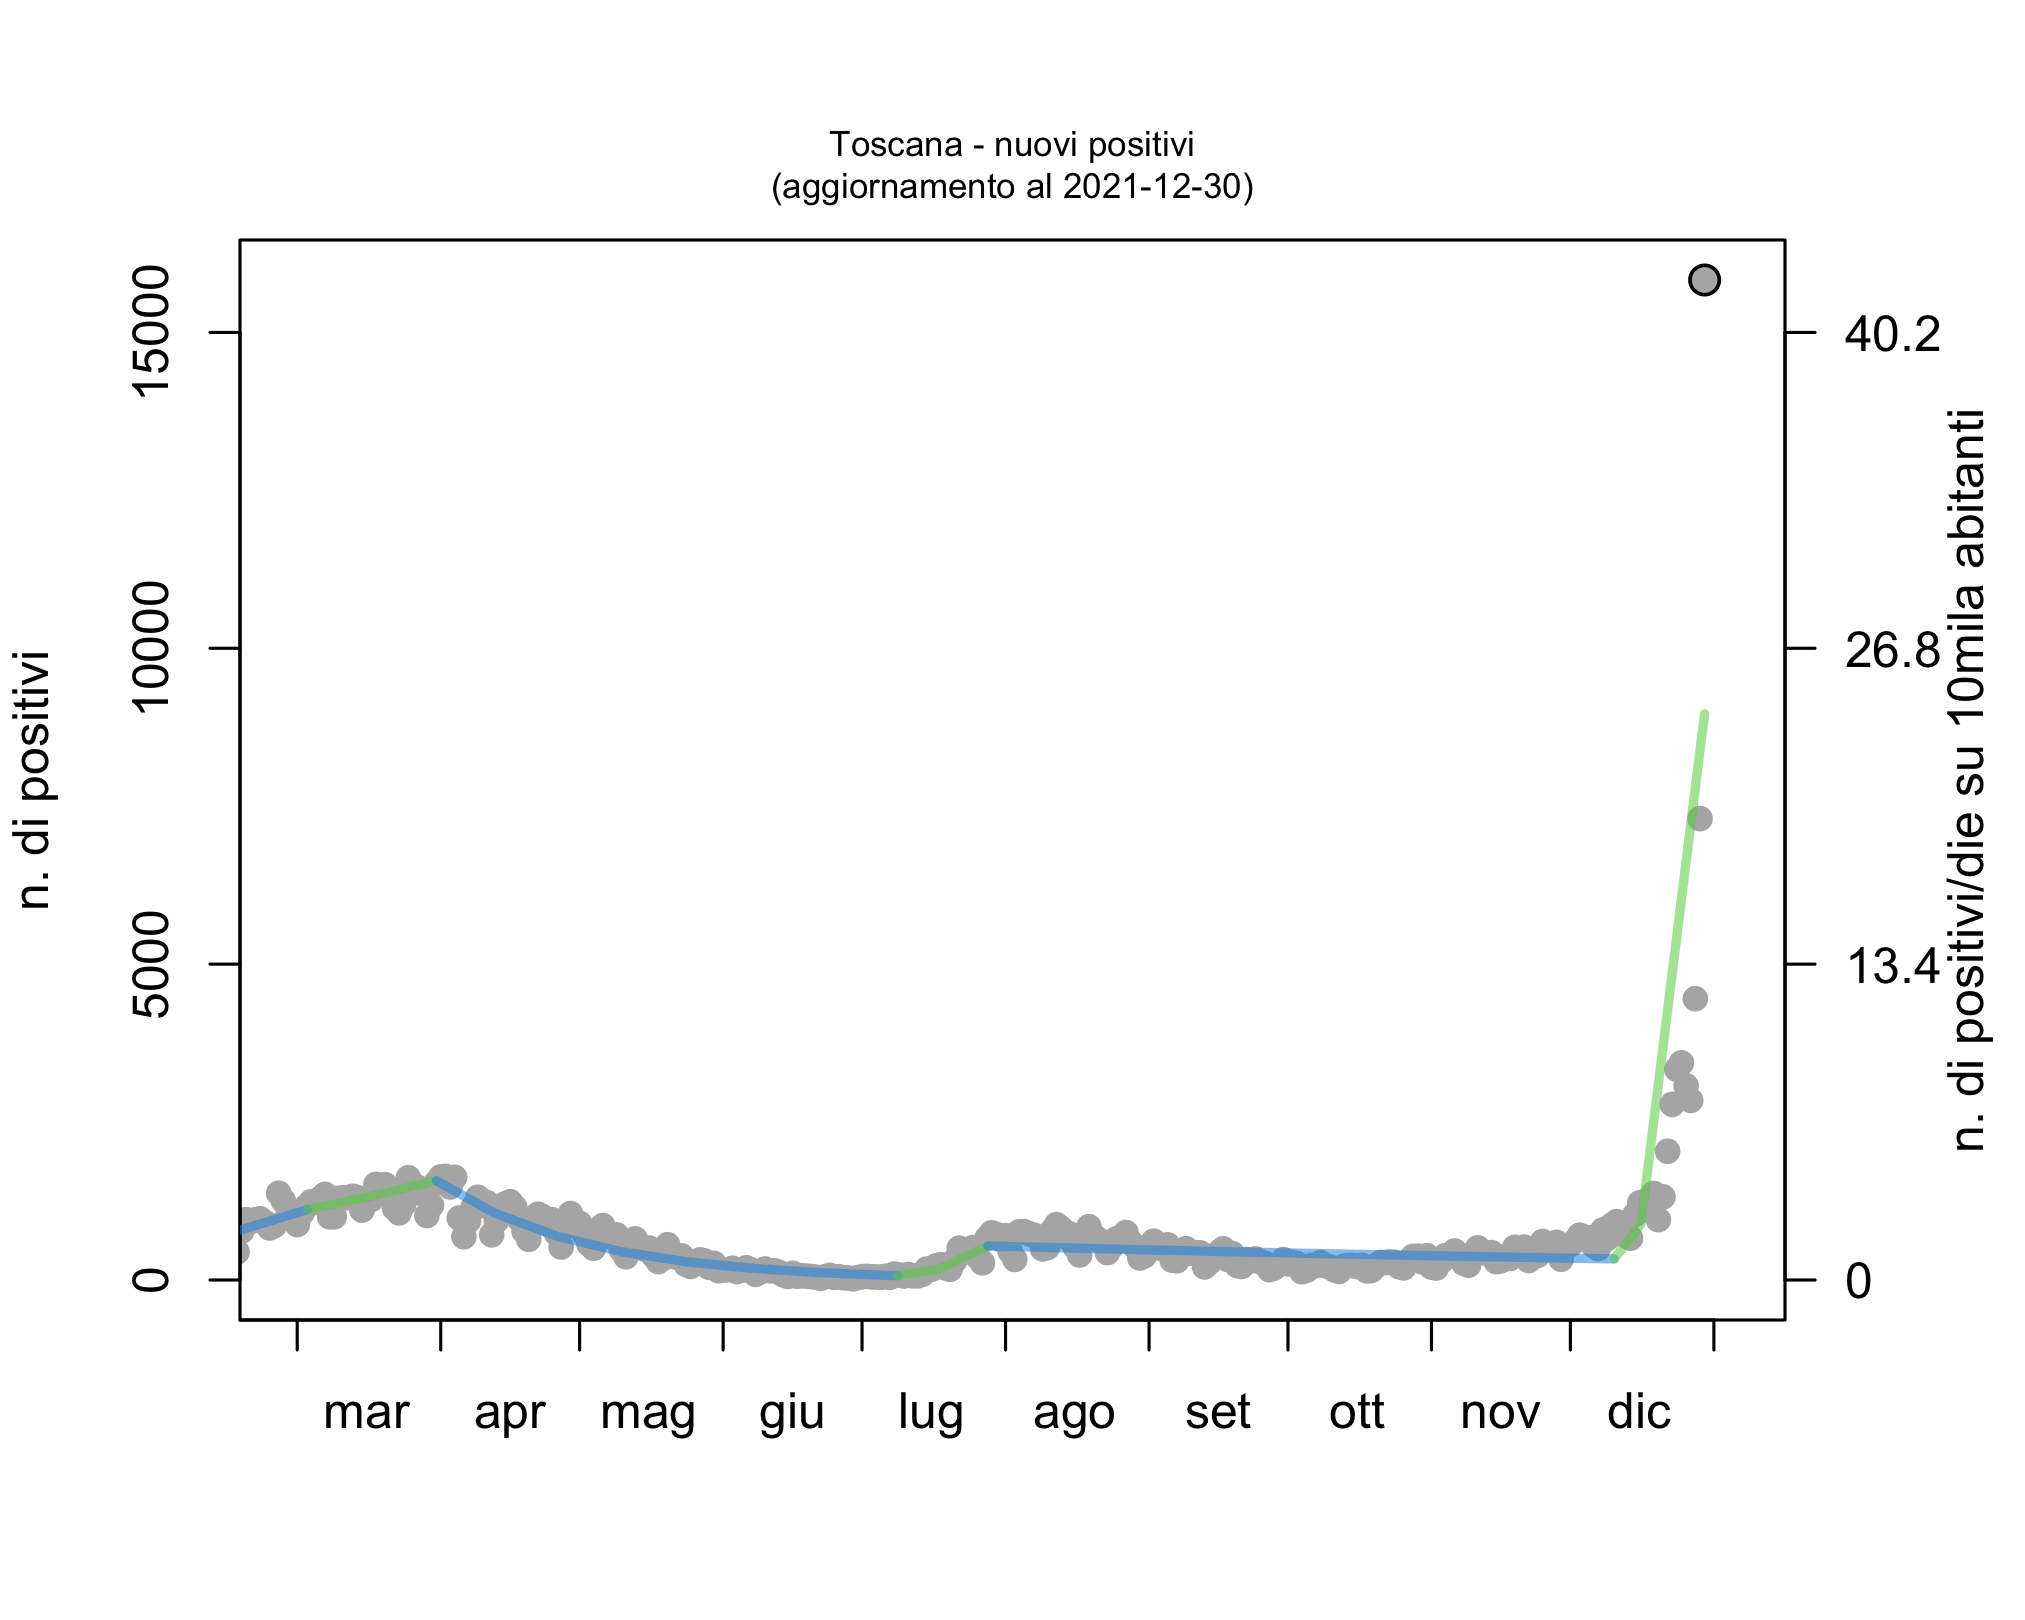 Toscana - nuovi positivi
(aggiornamento al 2021-12-30)
n. di positivi
15000
10000
5000
0
40.2
26.8
13.4
0
n. di positivi/die su 10mila abitanti
mar apr mag giu lug ago set ott nov dic